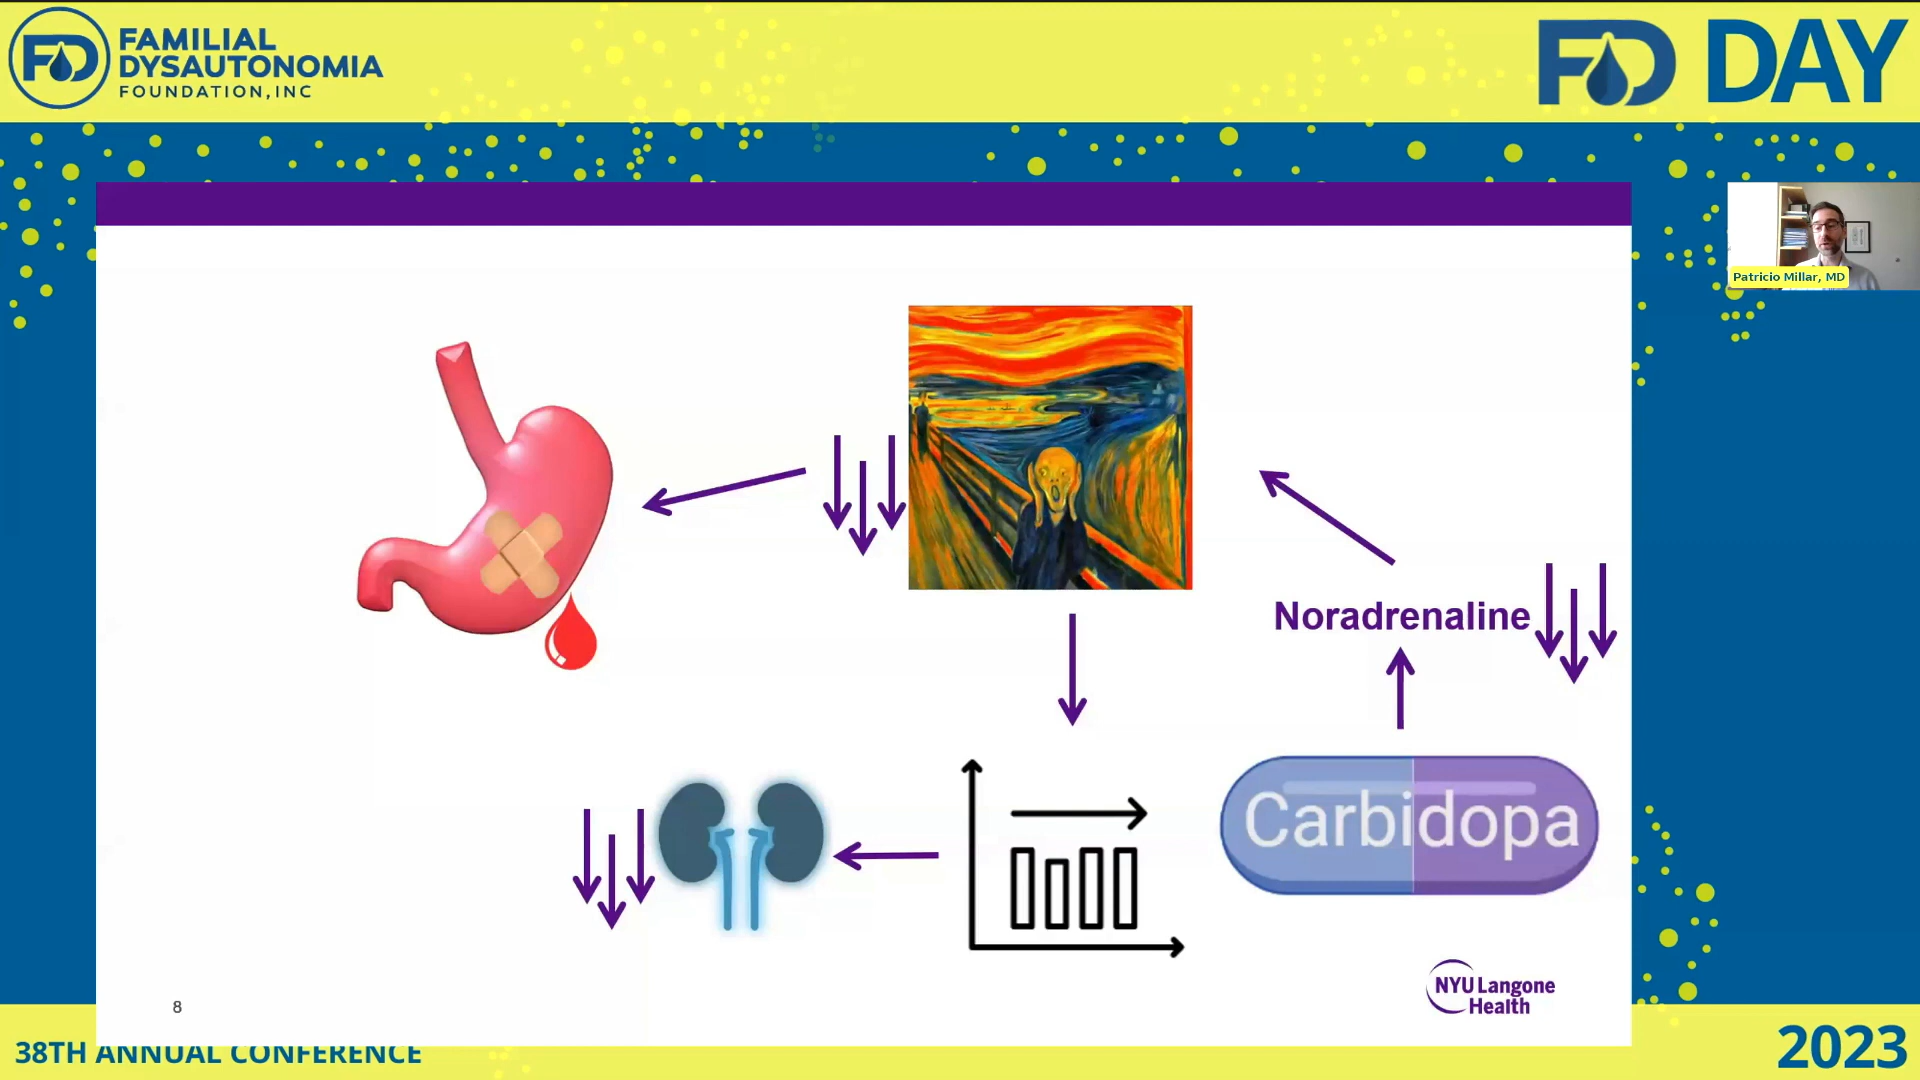 FD
FAMILIAL
DYSAUTONOMIA
FOUNDATION, INC
FD DAY
Patricio Millar, MD
Noradrenaline
Carbidopa
8
NYU Langone
Health
38TH ANNUAL CONFERENCE
2023